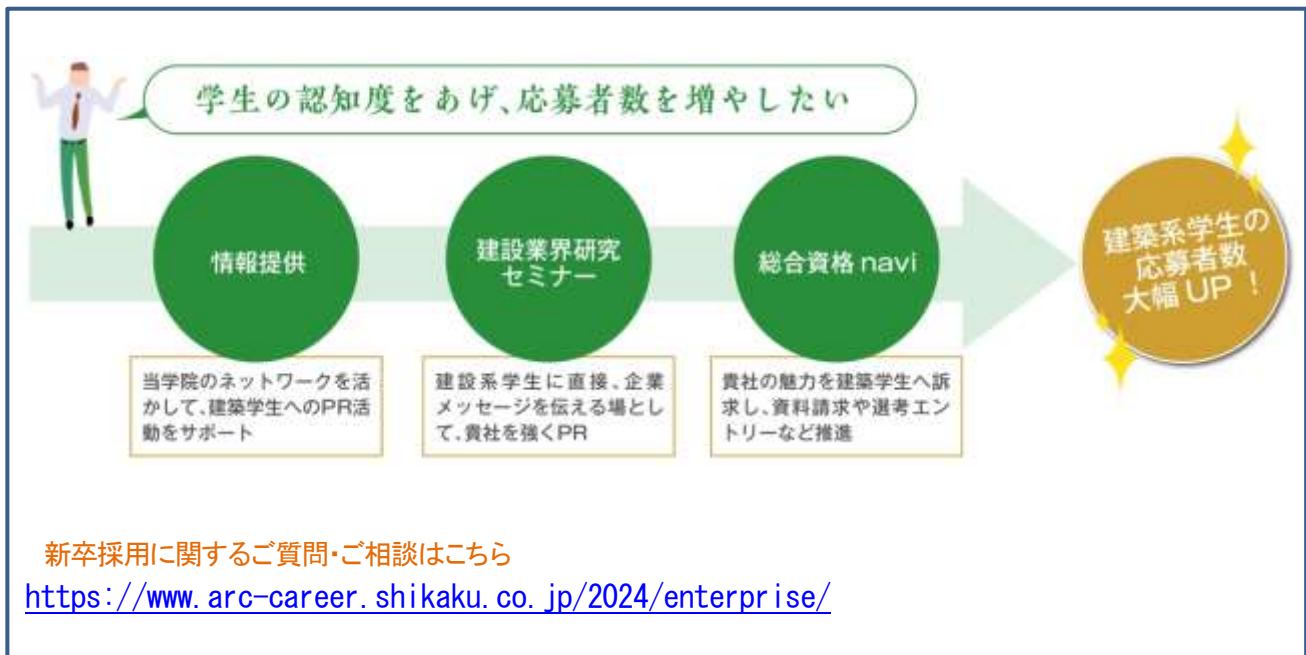 学生の認知度をあげ、応募者数を増やしたい
情報提供
建設業界研究
セミナー
総合資格 navi
建築系学生の
応募者数
大幅 UP ！
当学院のネットワークを活
かして、建築学生へのPR活
動をサポート
建設系学生に直接、企業
メッセージを伝える場とし
て、貴社を強くPR
貴社の魅力を建築学生へ訴
求し、資料請求や選考エン
トリーなど推進
新卒採用に関するご質問・ご相談はこちら
https://www.arc-career.shikaku.co.jp/2024/enterprise/